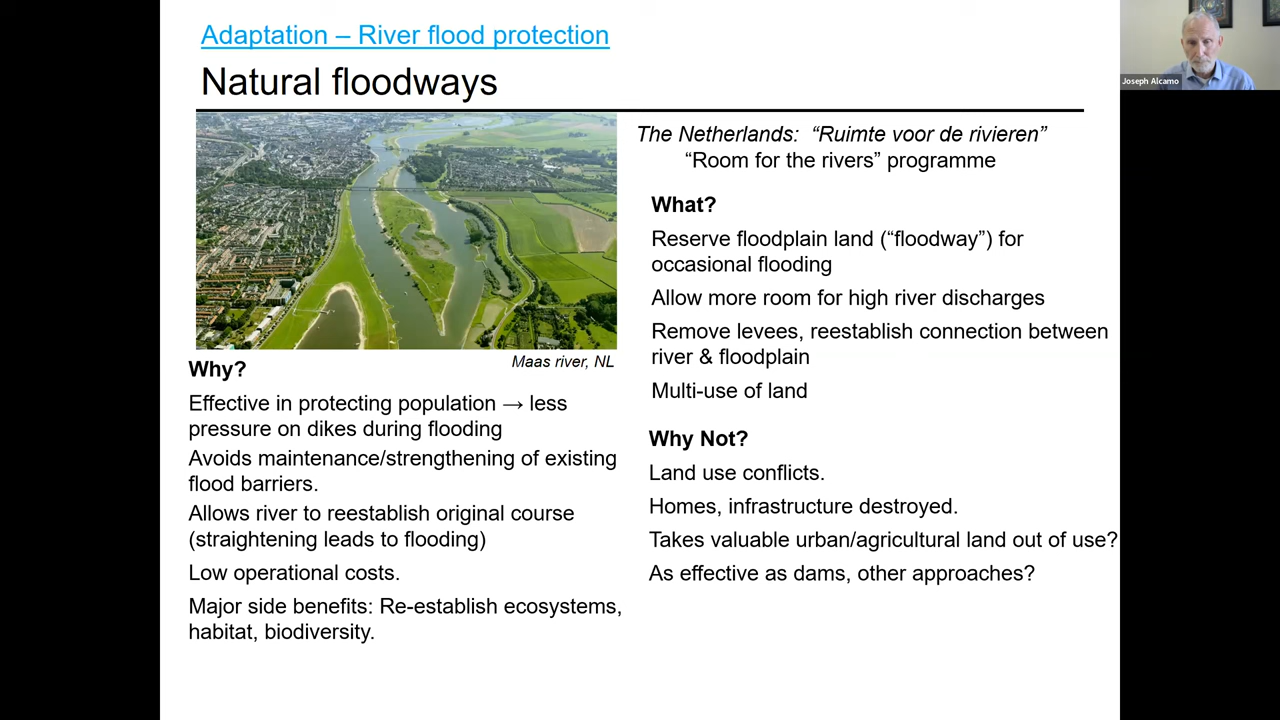 Adaptation – River flood protection
Natural floodways
Joseph Alcamo
Maas river, NL
Why?
Effective in protecting population → less
pressure on dikes during flooding
Avoids maintenance/strengthening of existing
flood barriers.
Allows river to reestablish original course
(straightening leads to flooding)
Low operational costs.
Major side benefits: Re-establish ecosystems,
habitat, biodiversity.
The Netherlands: “Ruimte voor de rivieren”
“Room for the rivers” programme
What?
Reserve floodplain land (“floodway”) for
occasional flooding
Allow more room for high river discharges
Remove levees, reestablish connection between
river & floodplain
Multi-use of land
Why Not?
Land use conflicts.
Homes, infrastructure destroyed.
Takes valuable urban/agricultural land out of use?
As effective as dams, other approaches?